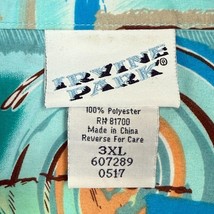 IRVINE
PARK®
100% Polyester
RN 81700
Made in China
Reverse For Care
3XL
607289
0517